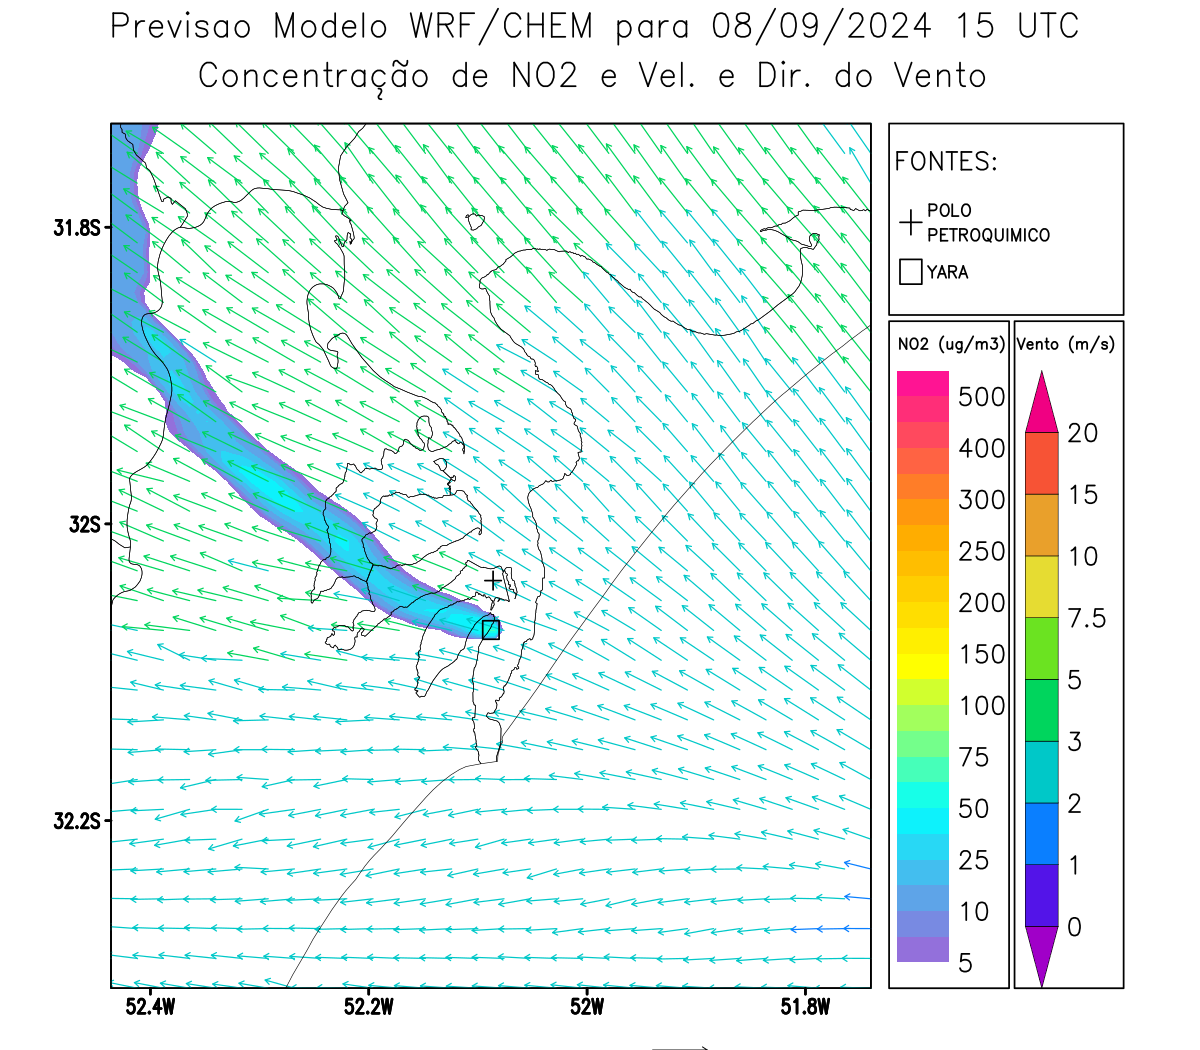 Previsao Modelo WRF/CHEM para 08/09/2024 15 UTC
Concentração de NO2 e Vel. e Dir. do Vento
FONTES:
POLO
PETROQUIMICO
YARA
NO2 (ug/m3)
500
400
300
250
200
150
100
75
50
25
10
5
Vento (m/s)
20
15
10
7.5
5
3
2
1
0
31.8S
32S
32.2S
52.4W
52.2W
52W
51.8W